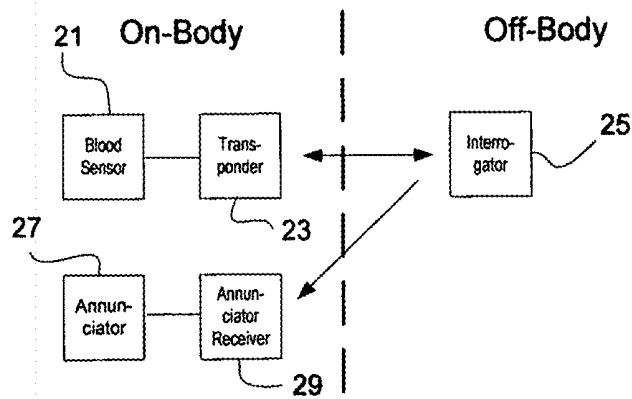 On-Body
Off-Body
21
Blood
Sensor
Trans-
ponder
23
Interro-
gator
25
27
Annun-
ciator
Annun-
ciator
Receiver
29